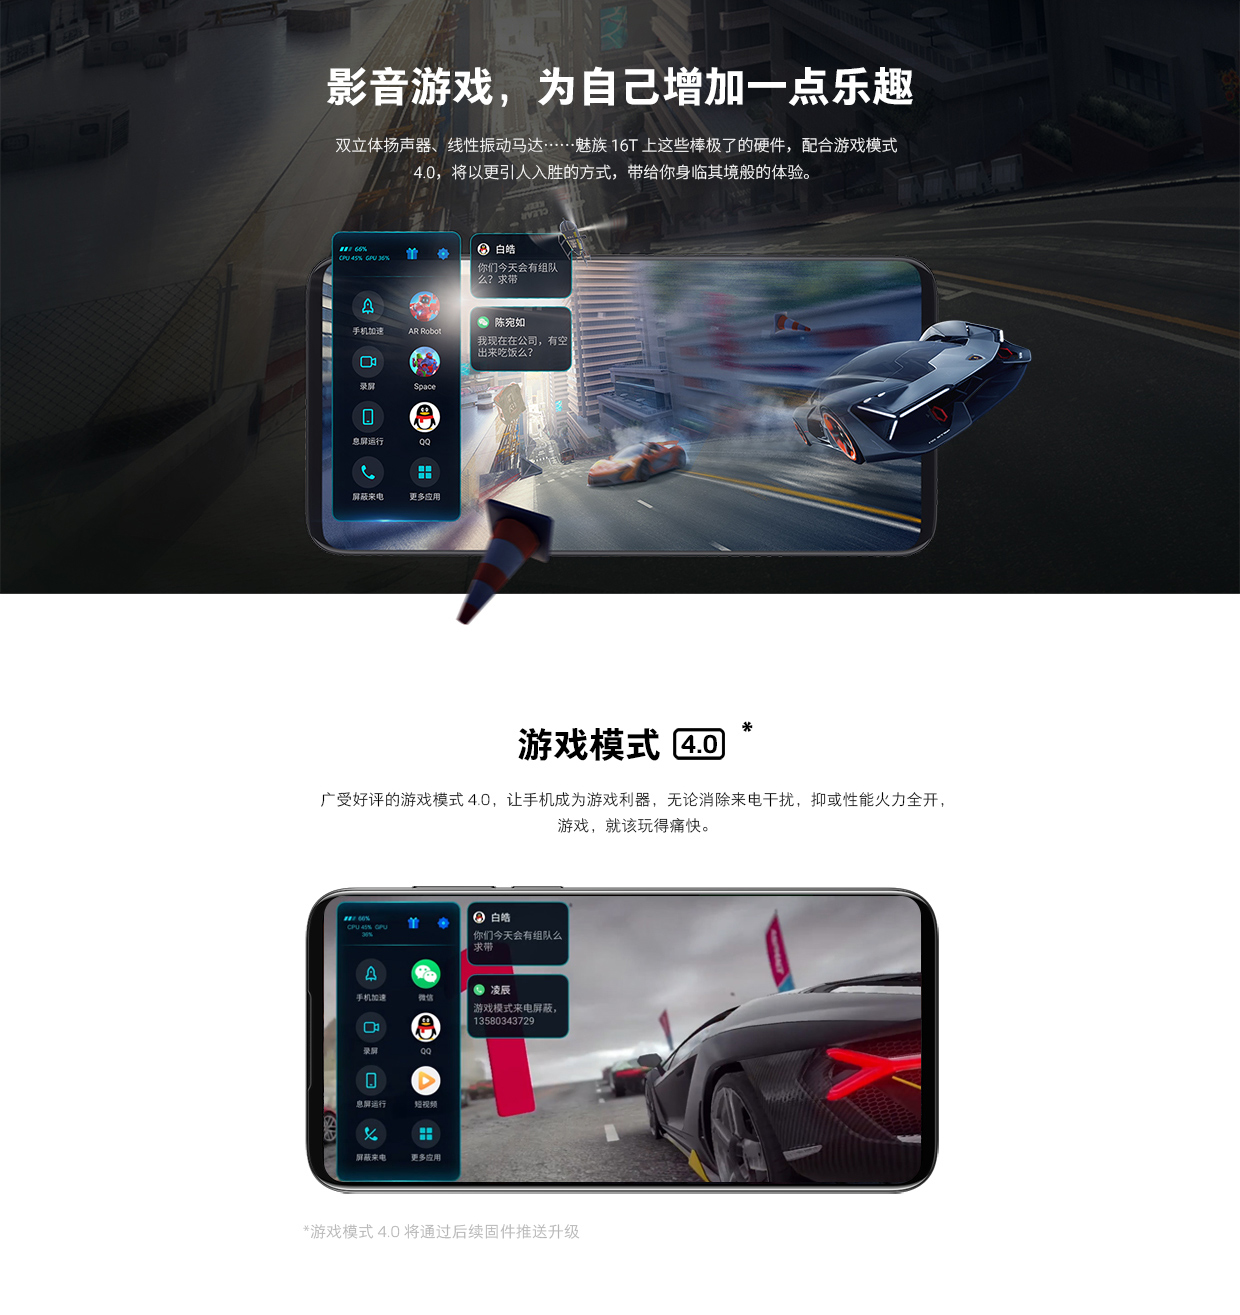 影音游戏，为自己增加一点乐趣
双立体扬声器、线性振动马达……魅族 16T 上这些棒极了的硬件，配合游戏模式
4.0，将以更引人入胜的方式，带给你身临其境般的体验。
KEEP
CLEAR
66%
CPU 45% GPU 36%
手机加速
AR Robot
录屏
Space
息屏运行
QQ
屏蔽来电
更多应用
白皓
你们今天会有组队
么？求带
陈宛如
我现在在公司，有空
出来吃饭么？
游戏模式 4.0 *
广受好评的游戏模式 4.0，让手机成为游戏利器，无论消除来电干扰，抑或性能火力全开，
游戏，就该玩得痛快。
66%
CPU 45% GPU
36%
手机加速
微信
录屏
QQ
息屏运行
短视频
屏蔽来电
更多应用
白皓
你们今天会有组队么
求带
凌辰
游戏模式来电屏蔽，
13580343729
*游戏模式 4.0 将通过后续固件推送升级